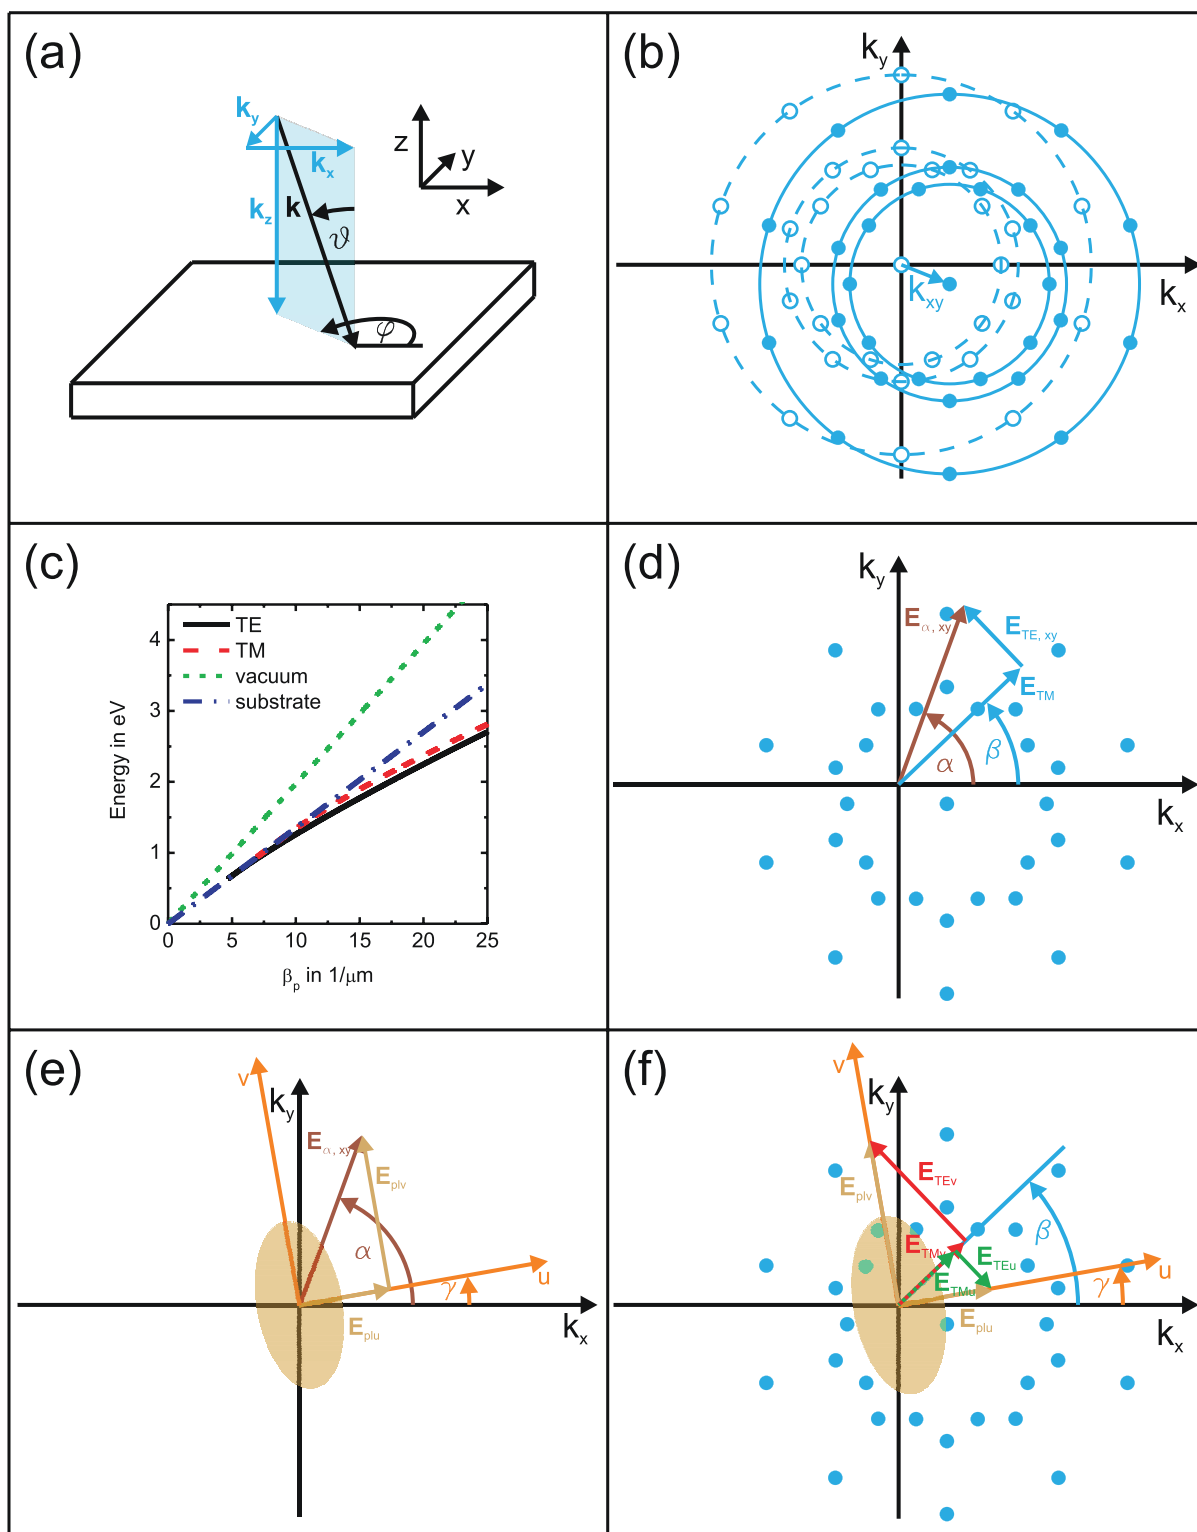 (a)
k_y
k_x
k_z
k
ϑ
φ
z
y
x
(b)
k_y
k_xy
k_x
(c)
TE
TM
vacuum
substrate
4
3
2
1
0
Energy in eV
0 5 10 15 20 25
β_p in 1/μm
(d)
k_y
E_α, xy
E_TE, xy
E_TM
α
β
k_x
(e)
v
k_y
E_α, xy
E_plv
α
γ
u
E_plu
k_x
(f)
v
k_y
E_TEv
E_plv
β
E_TMv
E_TEu
E_TMu
γ
u
E_plu
k_x